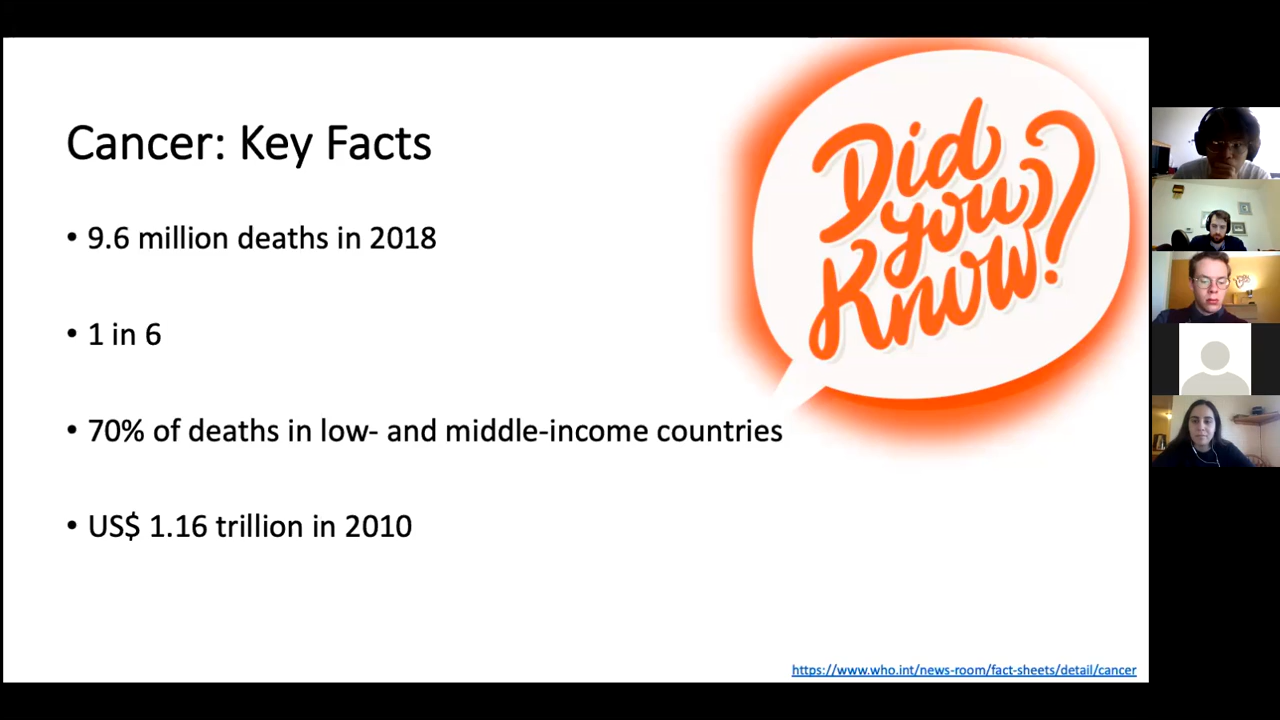 Cancer: Key Facts
• 9.6 million deaths in 2018
• 1 in 6
• 70% of deaths in low- and middle-income countries
• US$ 1.16 trillion in 2010
Did
you
Know?
https://www.who.int/news-room/fact-sheets/detail/cancer